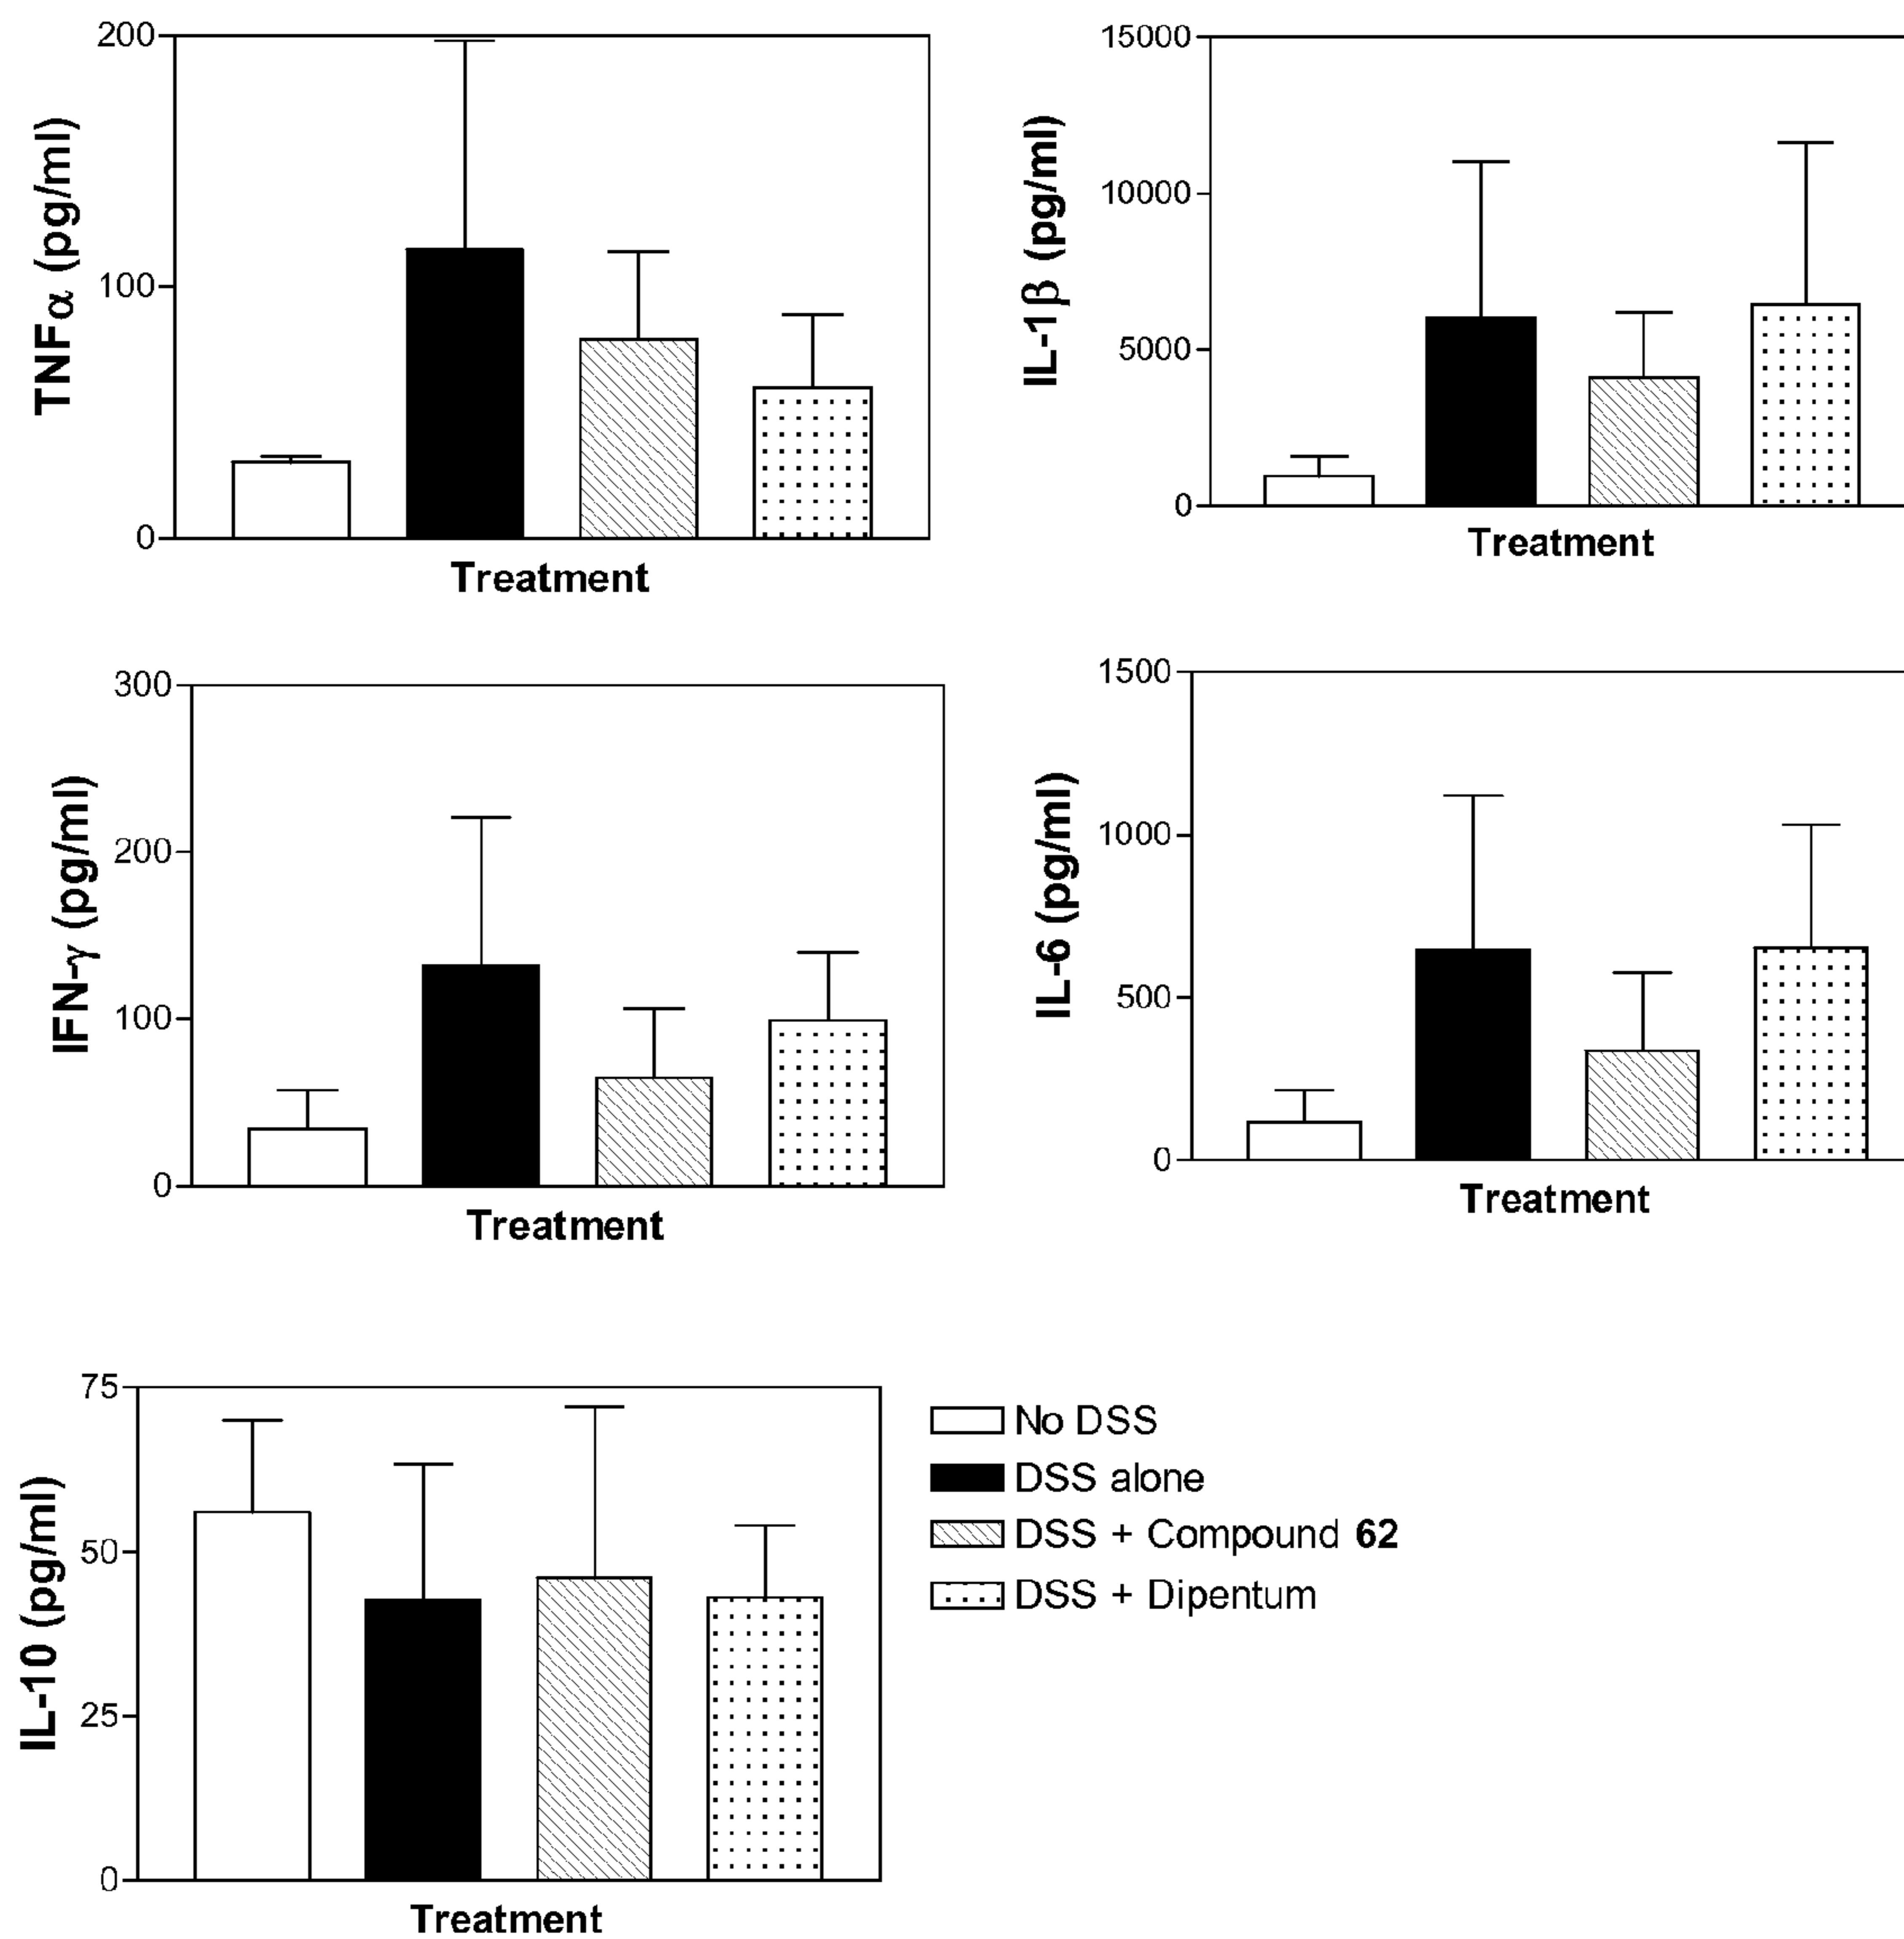 TNFα (pg/ml)
200
100
0
Treatment
IL-1β (pg/ml)
15000
10000
5000
0
Treatment
IFN-γ (pg/ml)
300
200
100
0
Treatment
IL-6 (pg/ml)
1500
1000
500
0
Treatment
IL-10 (pg/ml)
75
50
25
0
Treatment
No DSS
DSS alone
DSS + Compound 62
DSS + Dipentum